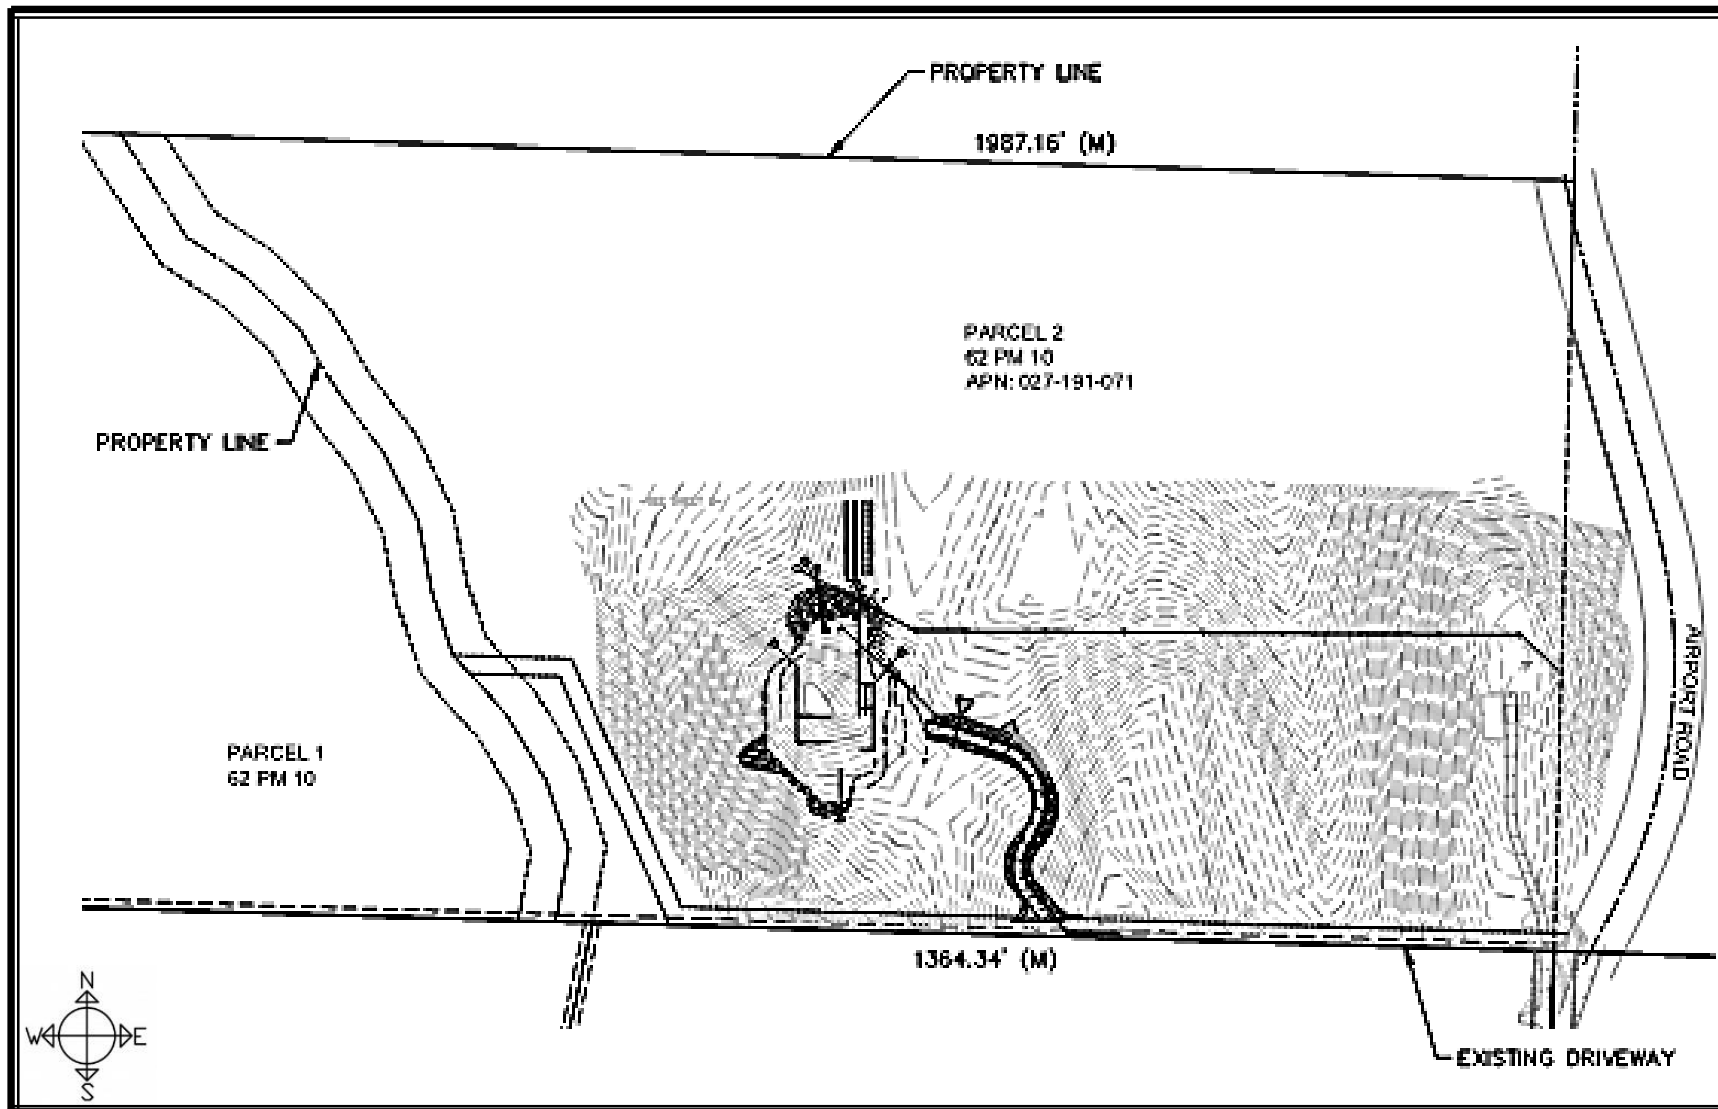 PROPERTY LINE
1987.16' (M)
PARCEL 2
62 PM 10
APN: 027-191-071
PROPERTY LINE
AIRPORT ROAD
PARCEL 1
62 PM 10
1364.34' (M)
N
W E
S
EXISTING DRIVEWAY